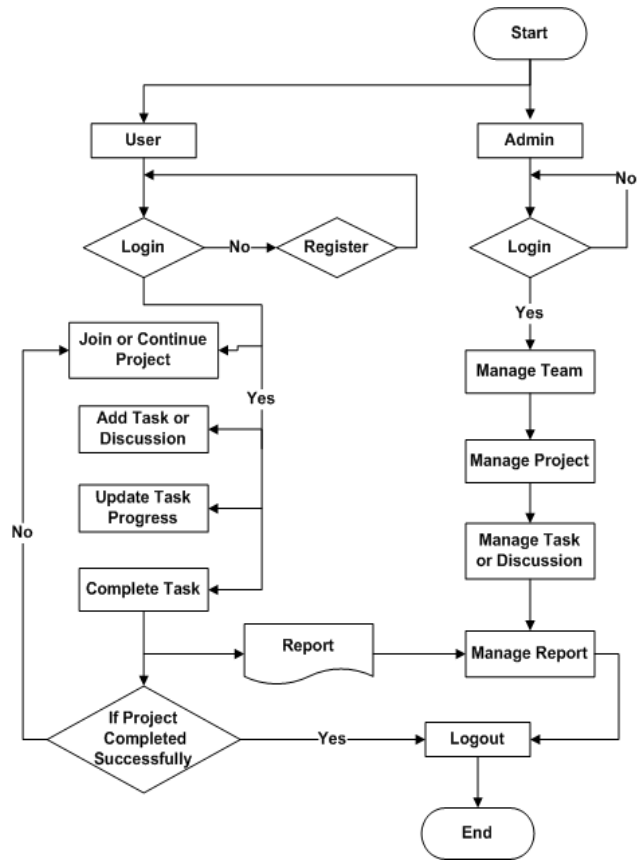 Start
User
Admin
No
Login
No
Register
Login
Yes
Join or Continue
Project
Manage Team
Yes
Add Task or
Discussion
Manage Project
Update Task
Progress
No
Manage Task
or Discussion
Complete Task
Report
Manage Report
If Project
Completed
Successfully
Yes
Logout
End